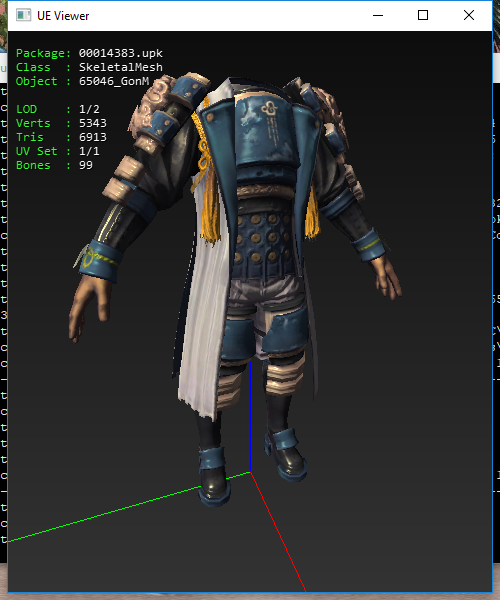 UE Viewer
Package: 00014383.upk
Class  : SkeletalMesh
Object : 65046_GonM
LOD    : 1/2
Verts  : 5343
Tris   : 6913
UV Set : 1/1
Bones  : 99